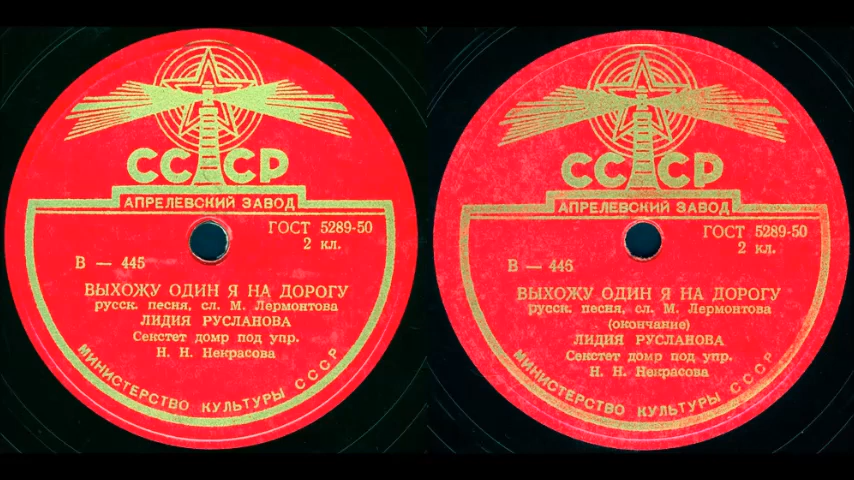 СССР
АПРЕЛЕВСКИЙ ЗАВОД
ГОСТ 5289-50
2 кл.
В — 445
ВЫХОЖУ ОДИН Я НА ДОРОГУ
русск. песня, сл. М. Лермонтова
ЛИДИЯ РУСЛАНОВА
Секстет домр под упр.
Н. Н. Некрасова
МИНИСТЕРСТВО КУЛЬТУРЫ СССР
СССР
АПРЕЛЕВСКИЙ ЗАВОД
ГОСТ 5289-50
2 кл.
В — 446
ВЫХОЖУ ОДИН Я НА ДОРОГУ
русск. песня, сл. М. Лермонтова
(окончание)
ЛИДИЯ РУСЛАНОВА
Секстет домр под упр.
Н. Н. Некрасова
МИНИСТЕРСТВО КУЛЬТУРЫ СССР